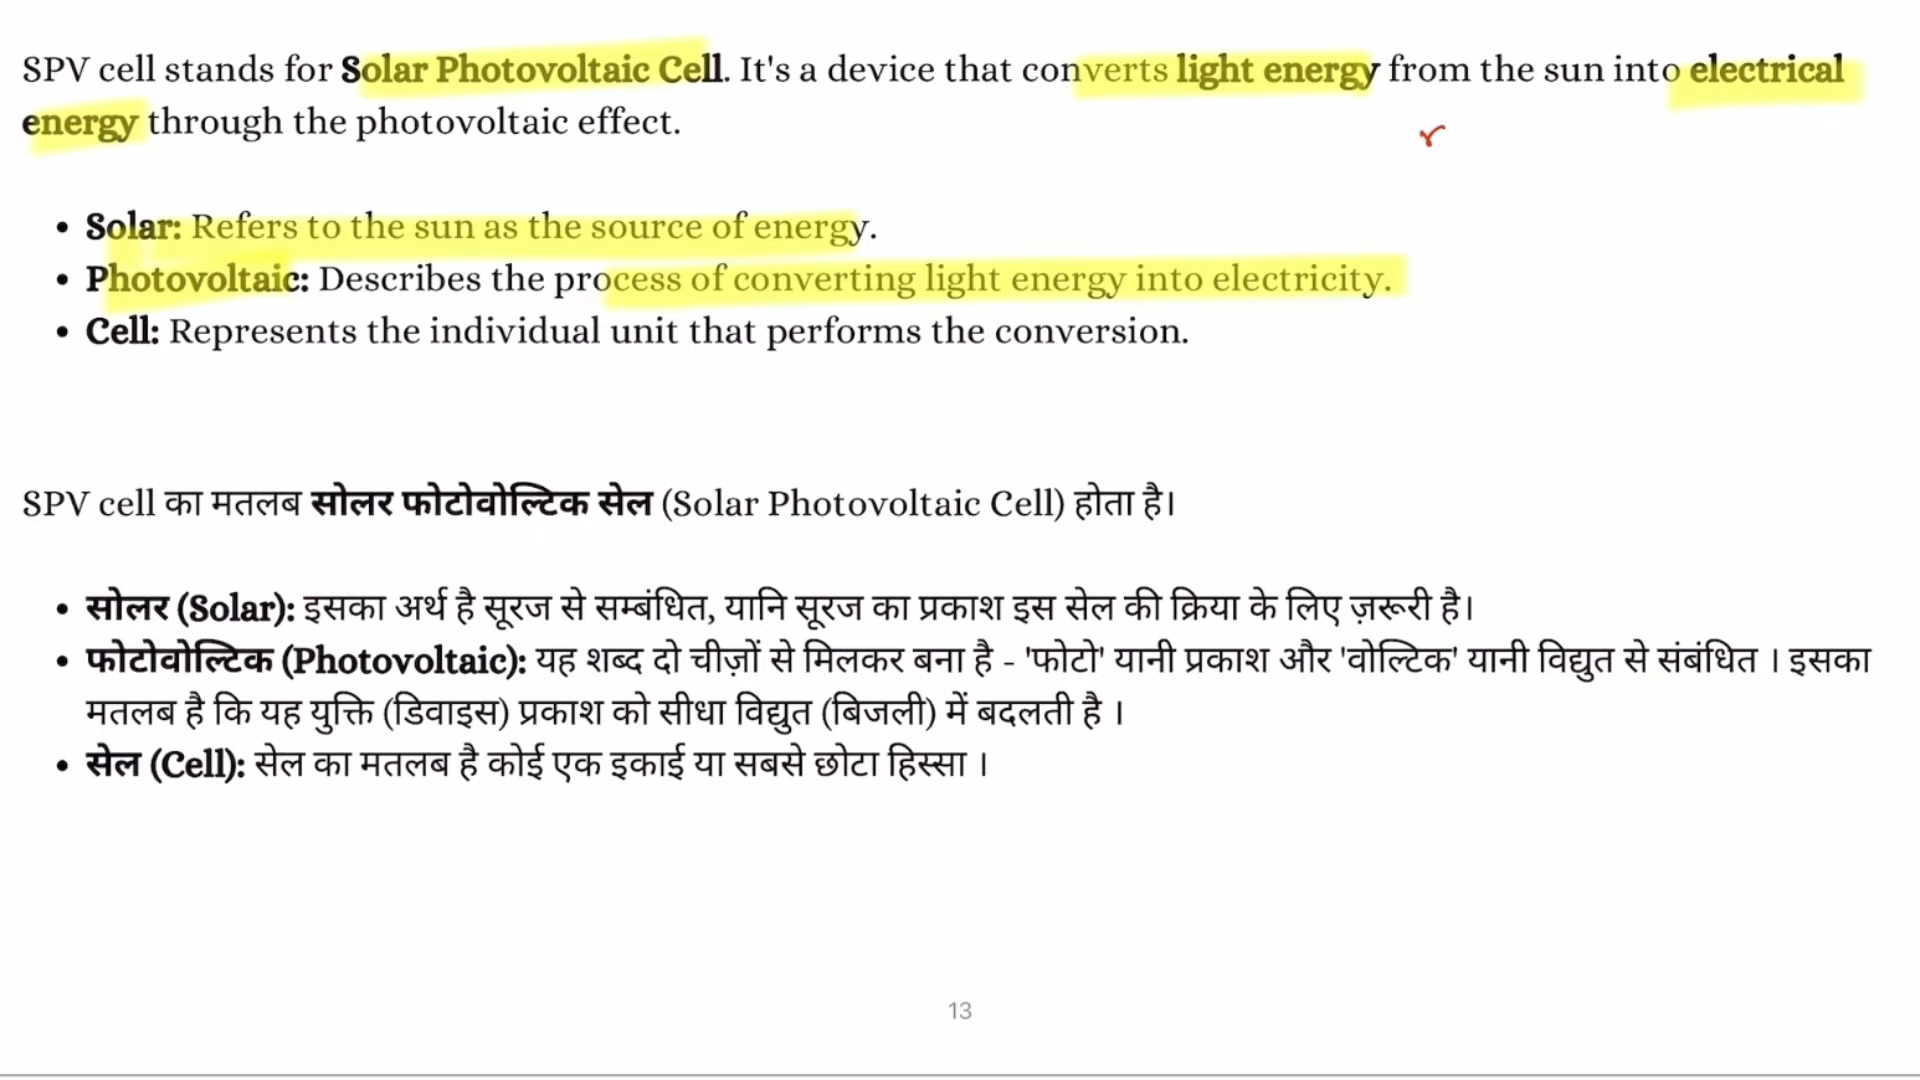 SPV cell stands for Solar Photovoltaic Cell. It's a device that converts light energy from the sun into electrical
energy through the photovoltaic effect.
• Solar: Refers to the sun as the source of energy.
• Photovoltaic: Describes the process of converting light energy into electricity.
• Cell: Represents the individual unit that performs the conversion.
SPV cell का मतलब सोलर फोटोवोल्टिक सेल (Solar Photovoltaic Cell) होता है।
• सोलर (Solar): इसका अर्थ है सूरज से सम्बंधित, यानि सूरज का प्रकाश इस सेल की क्रिया के लिए ज़रूरी है।
• फोटोवोल्टिक (Photovoltaic): यह शब्द दो चीज़ों से मिलकर बना है - 'फोटो' यानी प्रकाश और 'वोल्टिक' यानी विद्युत से संबंधित । इसका
मतलब है कि यह युक्ति (डिवाइस) प्रकाश को सीधा विद्युत (बिजली) में बदलती है ।
• सेल (Cell): सेल का मतलब है कोई एक इकाई या सबसे छोटा हिस्सा ।
13